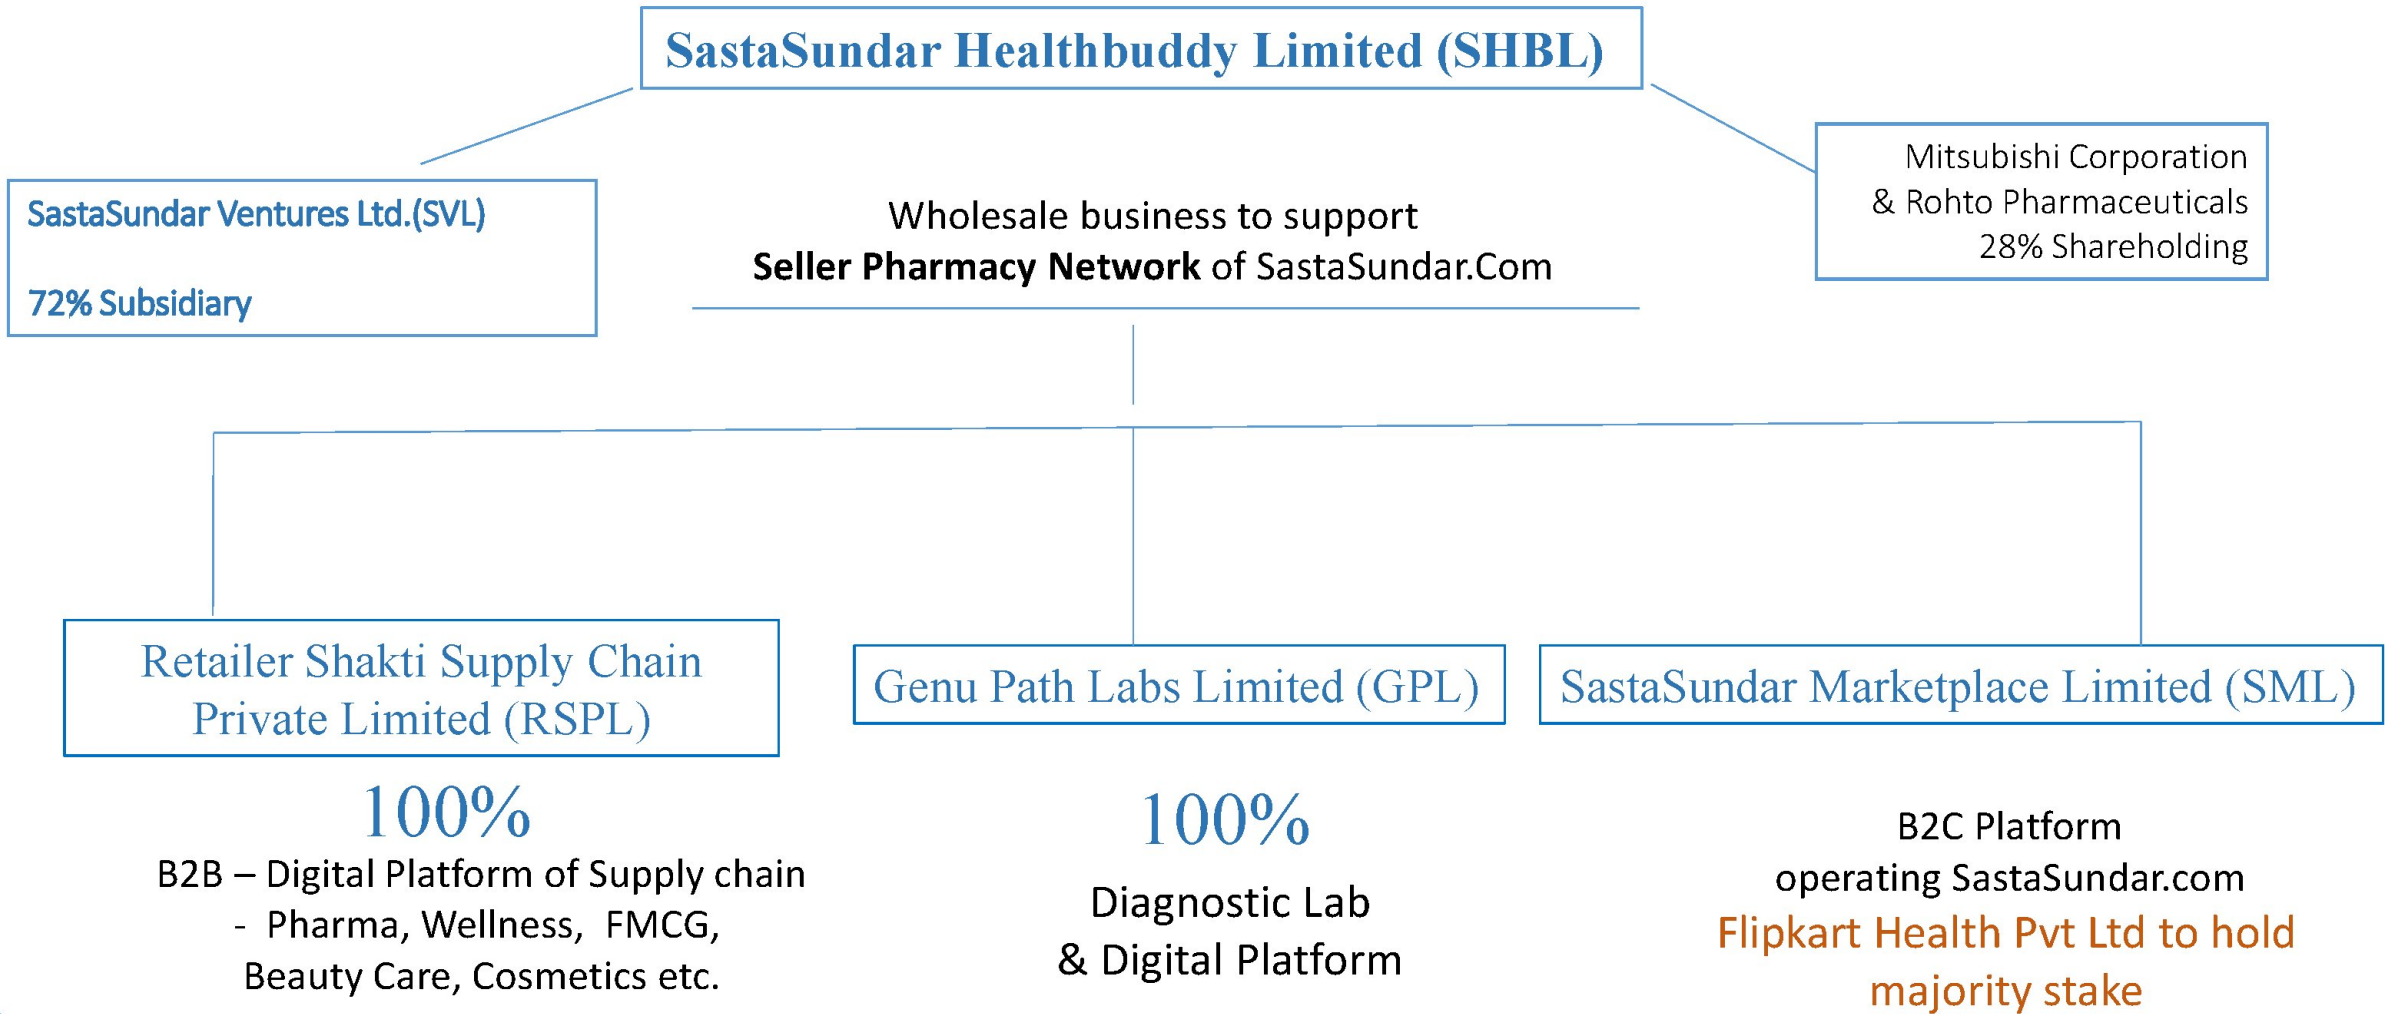 SastaSundar Healthbuddy Limited (SHBL)
SastaSundar Ventures Ltd.(SVL)
72% Subsidiary
Wholesale business to support
Seller Pharmacy Network of SastaSundar.Com
Mitsubishi Corporation
& Rohto Pharmaceuticals
28% Shareholding
Retailer Shakti Supply Chain
Private Limited (RSPL)
100%
B2B – Digital Platform of Supply chain
- Pharma, Wellness, FMCG,
Beauty Care, Cosmetics etc.
Genu Path Labs Limited (GPL)
100%
Diagnostic Lab
& Digital Platform
SastaSundar Marketplace Limited (SML)
B2C Platform
operating SastaSundar.com
Flipkart Health Pvt Ltd to hold
majority stake